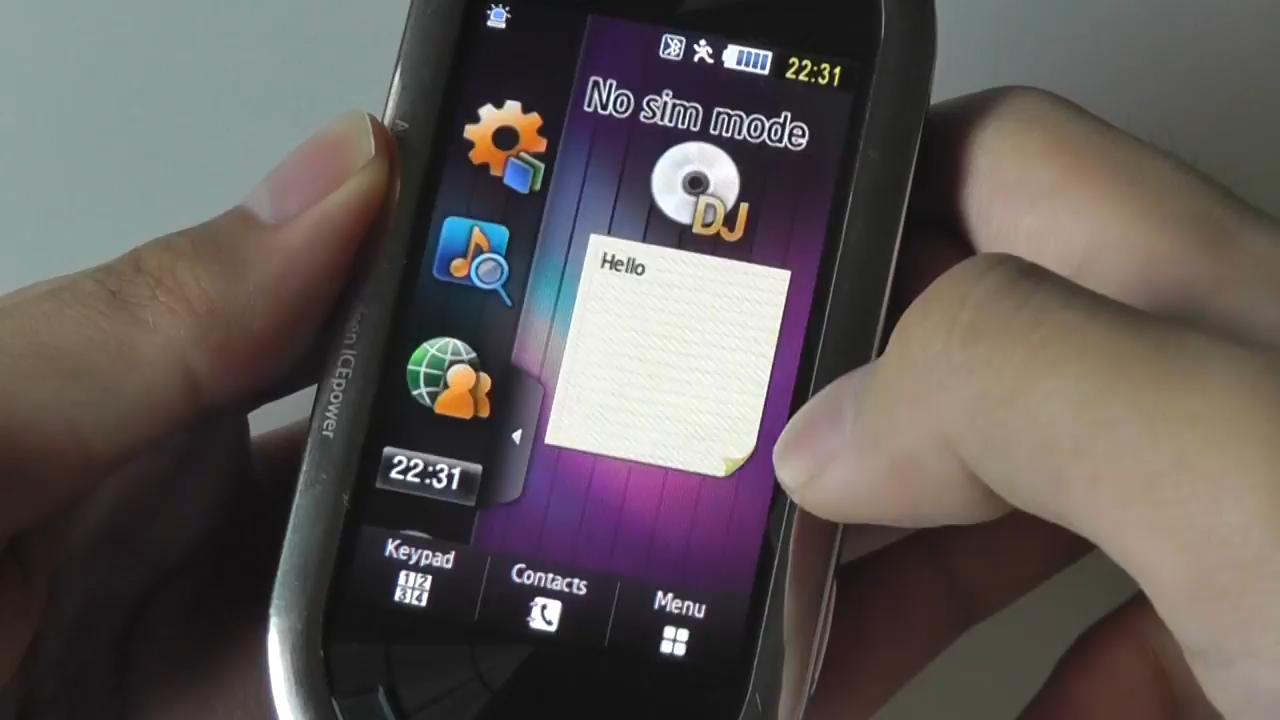 22:31
No sim mode
DJ
Hello
ICEpower
22:31
Keypad
1 2
3 4
Contacts
Menu